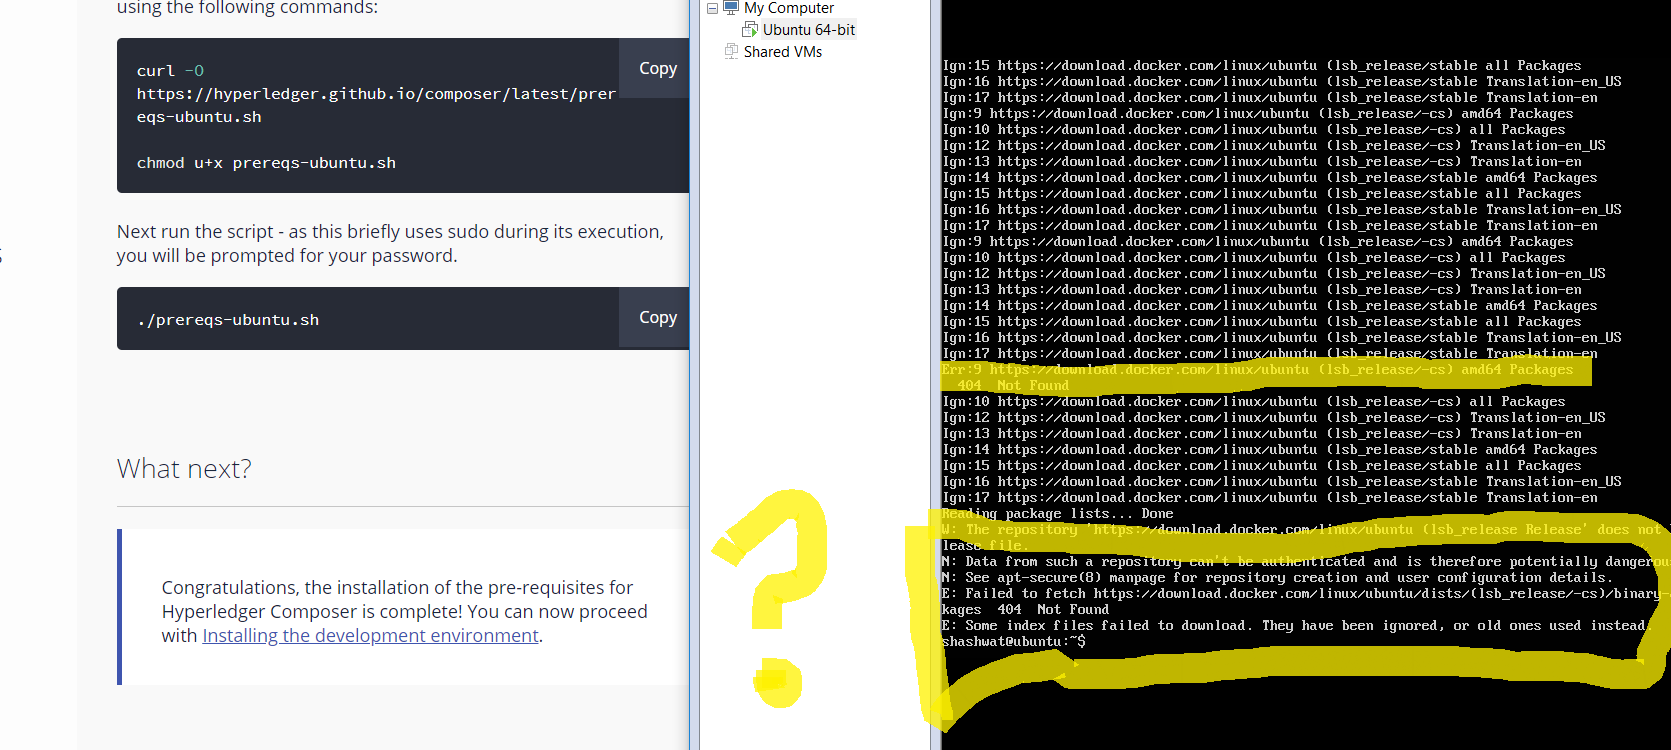 using the following commands:
curl -O
https://hyperledger.github.io/composer/latest/prer
eqs-ubuntu.sh
chmod u+x prereqs-ubuntu.sh
Copy
Next run the script - as this briefly uses sudo during its execution,
you will be prompted for your password.
./prereqs-ubuntu.sh
Copy
What next?
Congratulations, the installation of the pre-requisites for
Hyperledger Composer is complete! You can now proceed
with Installing the development environment.
My Computer
Ubuntu 64-bit
Shared VMs
Ign:15 https://download.docker.com/linux/ubuntu (lsb_release/stable all Packages
Ign:16 https://download.docker.com/linux/ubuntu (lsb_release/stable Translation-en_US
Ign:17 https://download.docker.com/linux/ubuntu (lsb_release/stable Translation-en
Ign:9 https://download.docker.com/linux/ubuntu (lsb_release/-cs) amd64 Packages
Ign:10 https://download.docker.com/linux/ubuntu (lsb_release/-cs) all Packages
Ign:12 https://download.docker.com/linux/ubuntu (lsb_release/-cs) Translation-en_US
Ign:13 https://download.docker.com/linux/ubuntu (lsb_release/-cs) Translation-en
Ign:14 https://download.docker.com/linux/ubuntu (lsb_release/stable amd64 Packages
Ign:15 https://download.docker.com/linux/ubuntu (lsb_release/stable all Packages
Ign:16 https://download.docker.com/linux/ubuntu (lsb_release/stable Translation-en_US
Ign:17 https://download.docker.com/linux/ubuntu (lsb_release/stable Translation-en
Ign:9 https://download.docker.com/linux/ubuntu (lsb_release/-cs) amd64 Packages
Ign:10 https://download.docker.com/linux/ubuntu (lsb_release/-cs) all Packages
Ign:12 https://download.docker.com/linux/ubuntu (lsb_release/-cs) Translation-en_US
Ign:13 https://download.docker.com/linux/ubuntu (lsb_release/-cs) Translation-en
Ign:14 https://download.docker.com/linux/ubuntu (lsb_release/stable amd64 Packages
Ign:15 https://download.docker.com/linux/ubuntu (lsb_release/stable all Packages
Ign:16 https://download.docker.com/linux/ubuntu (lsb_release/stable Translation-en_US
Ign:17 https://download.docker.com/linux/ubuntu (lsb_release/stable Translation-en
Err:9 https://download.docker.com/linux/ubuntu (lsb_release/-cs) amd64 Packages
404 Not Found
Ign:10 https://download.docker.com/linux/ubuntu (lsb_release/-cs) all Packages
Ign:12 https://download.docker.com/linux/ubuntu (lsb_release/-cs) Translation-en_US
Ign:13 https://download.docker.com/linux/ubuntu (lsb_release/-cs) Translation-en
Ign:14 https://download.docker.com/linux/ubuntu (lsb_release/stable amd64 Packages
Ign:15 https://download.docker.com/linux/ubuntu (lsb_release/stable all Packages
Ign:16 https://download.docker.com/linux/ubuntu (lsb_release/stable Translation-en_US
Ign:17 https://download.docker.com/linux/ubuntu (lsb_release/stable Translation-en
Reading package lists... Done
W: The repository 'https://download.docker.com/linux/ubuntu (lsb_release Release' does not
lease file.
N: Data from such a repository can't be authenticated and is therefore potentially dangerou
N: See apt-secure(8) manpage for repository creation and user configuration details.
E: Failed to fetch https://download.docker.com/linux/ubuntu/dists/(lsb_release/-cs)/binary-
kages 404 Not Found
E: Some index files failed to download. They have been ignored, or old ones used instead
shashwat@ubuntu:~$
?